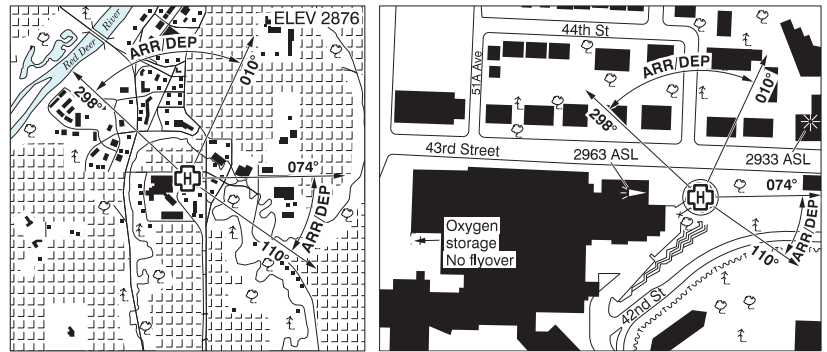 ELEV 2876
Red Deer River
ARR/DEP
010°
298°
074°
ARR/DEP
110°
H
44th St
51A Ave
ARR/DEP
010°
298°
43rd Street
2963 ASL
2933 ASL
074°
H
ARR/DEP
110°
Oxygen
storage
No flyover
42nd St